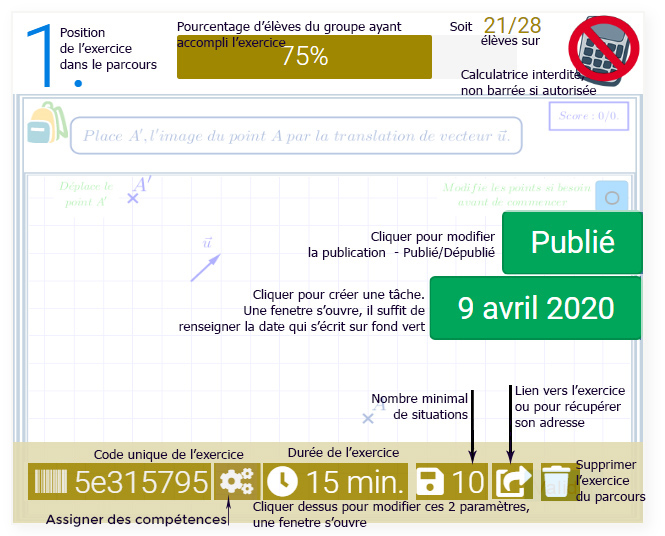 1.
Position
de l'exercice
dans le parcours
Pourcentage d'élèves du groupe ayant
accompli l'exercice
75%
Soit 21/28
élèves sur
Calculatrice interdite,
non barrée si autorisée
Score : 0/0.
Place A', l'image du point A par la translation de vecteur u⃗.
Déplace le
point A'
A'
Modifie les points si besoin
avant de commencer
u⃗
Cliquer pour modifier
la publication - Publié/Dépublié
Publié
Cliquer pour créer une tâche.
Une fenetre s'ouvre, il suffit de
renseigner la date qui s'écrit sur fond vert
9 avril 2020
A
Nombre minimal
de situations
Lien vers l'exercice
ou pour récupérer
son adresse
Code unique de l'exercice
Durée de l'exercice
5e315795
15 min.
10
Supprimer
l'exercice
du parcours
Assigner des compétences
Cliquer dessus pour modifier ces 2 paramètres,
une fenetre s'ouvre